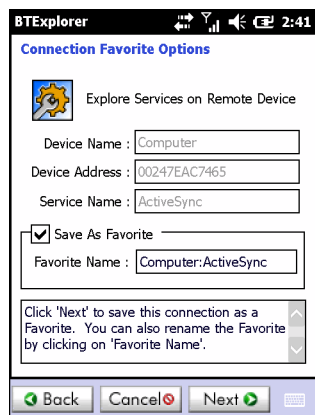 BTExplorer 2:41
Connection Favorite Options
Explore Services on Remote Device
Device Name : Computer
Device Address : 00247EAC7465
Service Name : ActiveSync
Save As Favorite
Favorite Name : Computer:ActiveSync
Click 'Next' to save this connection as a
Favorite. You can also rename the Favorite
by clicking on 'Favorite Name'.
Back Cancel Next